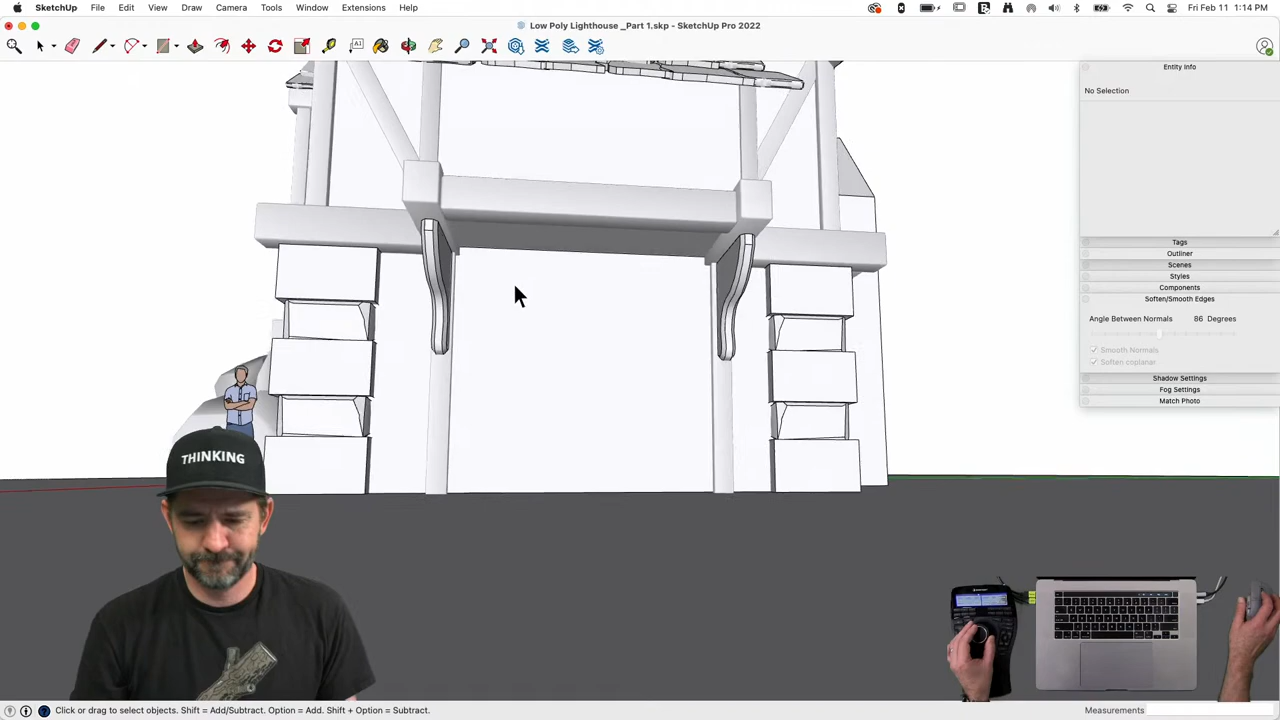 SketchUp File Edit View Draw Camera Tools Window Extensions Help
Fri Feb 11 1:14 PM
Low Poly Lighthouse _Part 1.skp - SketchUp Pro 2022
Entity Info
No Selection
Tags
Outliner
Scenes
Styles
Components
Soften/Smooth Edges
Angle Between Normals 86 Degrees
Smooth Normals
Soften coplanar
Shadow Settings
Fog Settings
Match Photo
THINKING
Click or drag to select objects. Shift = Add/Subtract. Option = Add. Shift + Option = Subtract.
Measurements